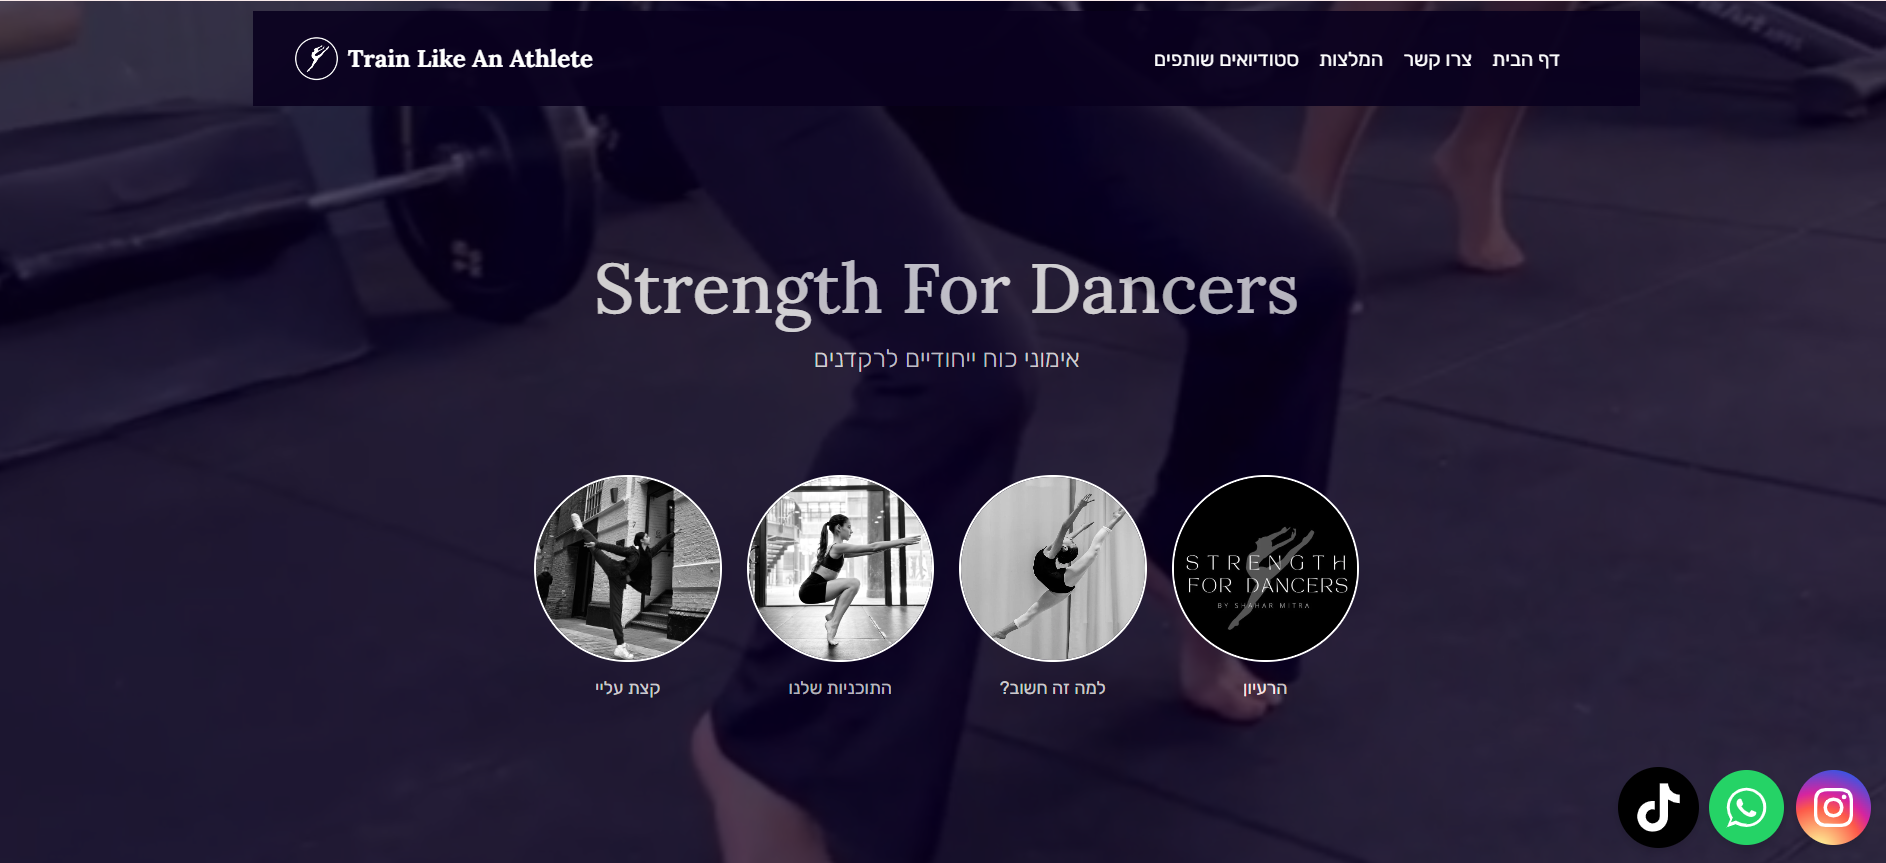 Train Like An Athlete
דף הבית
צרו קשר
המלצות
סטודיואים שותפים
Strength For Dancers
אימוני כוח ייחודיים לרקדנים
STRENGTH
FOR DANCERS
BY SHAHAR MITRA
הרעיון
למה זה חשוב?
התוכניות שלנו
קצת עליי